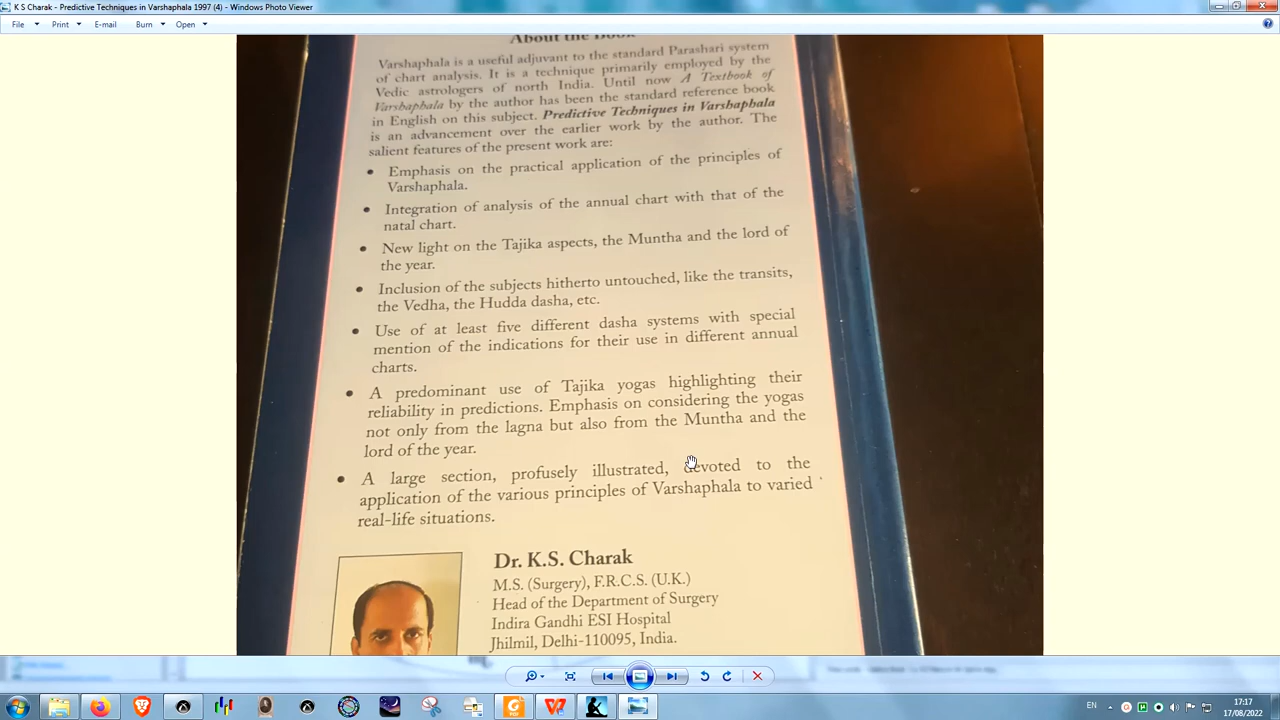 K S Charak - Predictive Techniques in Varshaphala 1997 (4) - Windows Photo Viewer
File Print E-mail Burn Open
About the Book
Varshaphala is a useful adjuvant to the standard Parashari system
of chart analysis. It is a technique primarily employed by the
Vedic astrologers of north India. Until now A Textbook of
Varshaphala by the author has been the standard reference book
in English on this subject. Predictive Techniques in Varshaphala
is an advancement over the earlier work by the author. The
salient features of the present work are:
• Emphasis on the practical application of the principles of
Varshaphala.
• Integration of analysis of the annual chart with that of the
natal chart.
• New light on the Tajika aspects, the Muntha and the lord of
the year.
• Inclusion of the subjects hitherto untouched, like the transits,
the Vedha, the Hudda dasha, etc.
• Use of at least five different dasha systems with special
mention of the indications for their use in different annual
charts.
• A predominant use of Tajika yogas highlighting their
reliability in predictions. Emphasis on considering the yogas
not only from the lagna but also from the Muntha and the
lord of the year.
• A large section, profusely illustrated, devoted to the
application of the various principles of Varshaphala to varied
real-life situations.
Dr. K.S. Charak
M.S. (Surgery), F.R.C.S. (U.K.)
Head of the Department of Surgery
Indira Gandhi ESI Hospital
Jhilmil, Delhi-110095, India.
EN
17:17
17/08/2022